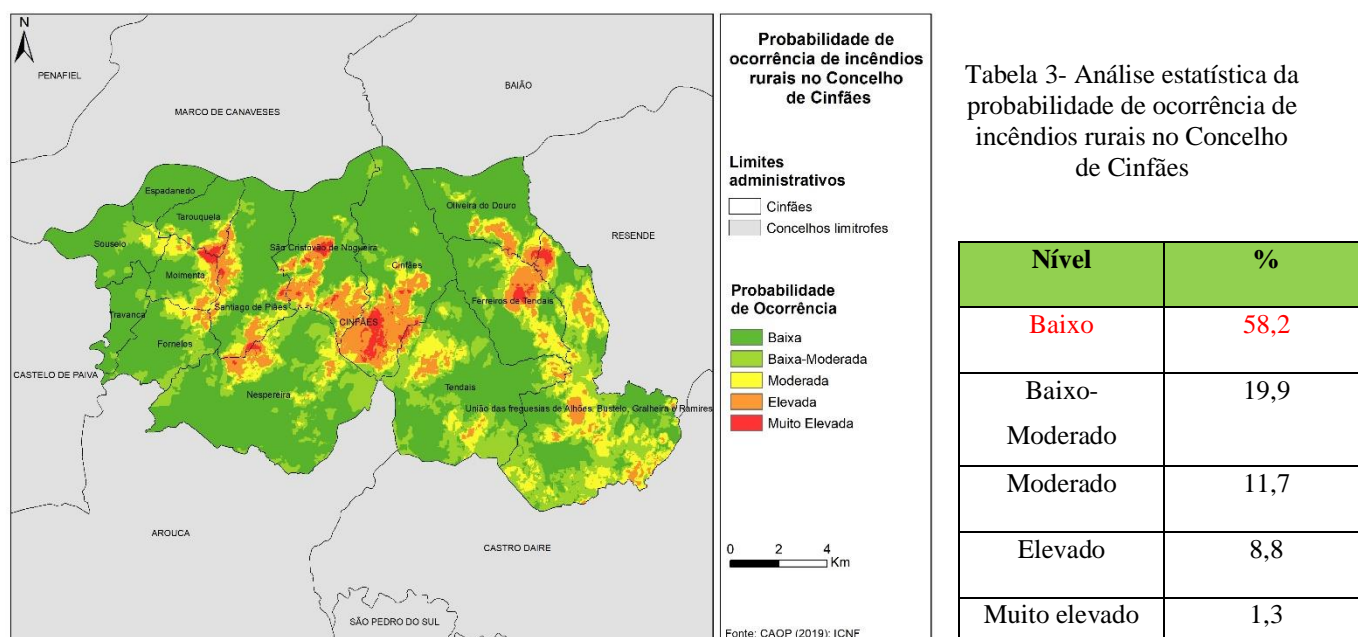 N
PENAFIEL
MARCO DE CANAVESES
BAIÃO
Espadanedo
Tarouquela
Souselo
Moimenta
Travanca
Fornelos
São Cristovão de Nogueira
Santiago de Piães
Cinfães
CINFÃES
Oliveira do Douro
Ferreiros de Tendais
Nespereira
Tendais
União das freguesias de Alhões, Bustelo, Gralheira e Ramires
RESENDE
CASTELO DE PAIVA
AROUCA
CASTRO DAIRE
SÃO PEDRO DO SUL
Probabilidade de
ocorrência de incêndios
rurais no Concelho
de Cinfães
Limites
administrativos
Cinfães
Concelhos limitrofes
Probabilidade
de Ocorrência
Baixa
Baixa-Moderada
Moderada
Elevada
Muito Elevada
0 2 4
Km
Fonte: CAOP (2019); ICNF
Tabela 3- Análise estatística da
probabilidade de ocorrência de
incêndios rurais no Concelho
de Cinfães
Nível %
Baixo 58,2
Baixo- 19,9
Moderado
Moderado 11,7
Elevado 8,8
Muito elevado 1,3